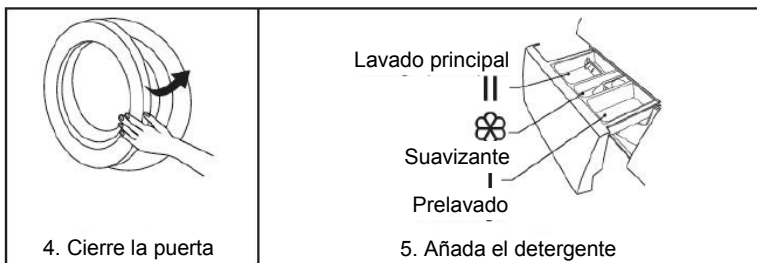 Lavado principal
II
Suavizante
I
Prelavado
4. Cierre la puerta
5. Añada el detergente